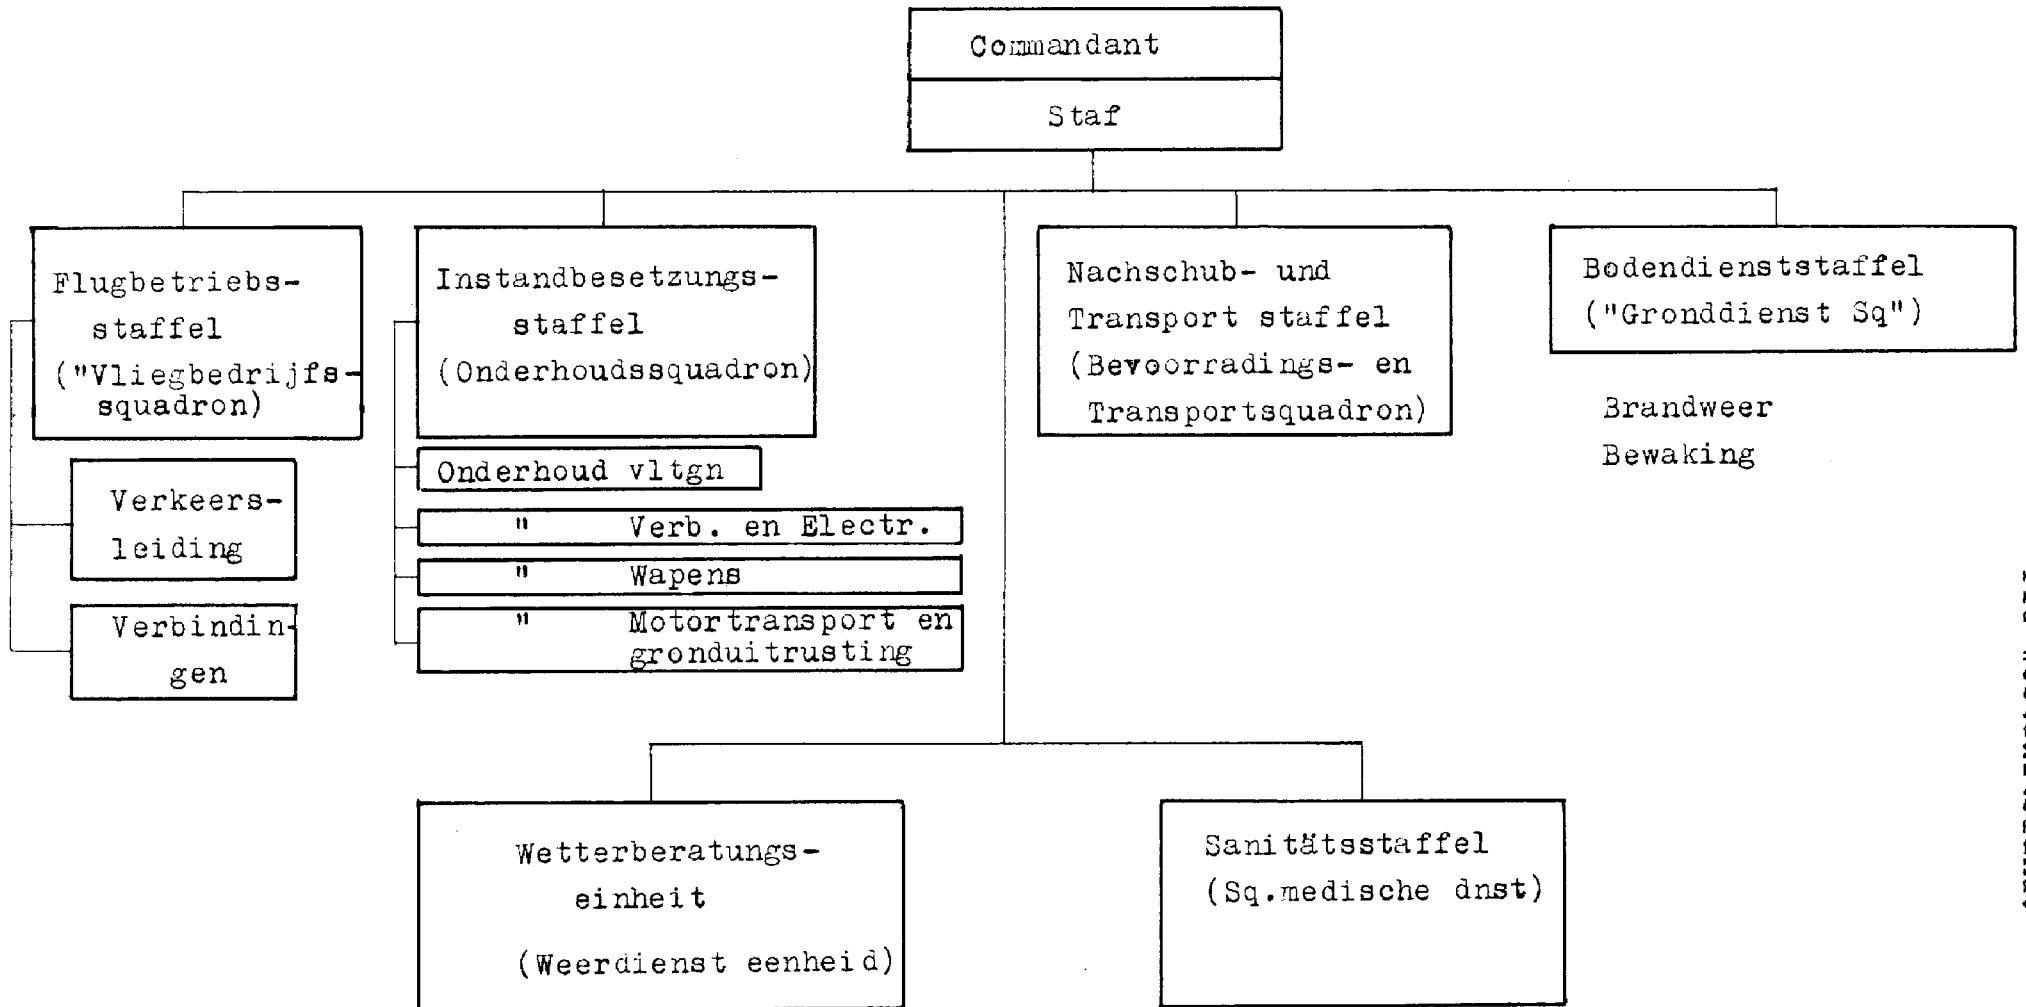 Commandant
Staf
Flugbetriebs-
staffel
("Vliegbedrijfs-
squadron)
Verkeers-
leiding
Verbindin-
gen
Instandbesetzungs-
staffel
(Onderhoudssquadron)
Onderhoud vltgn
" Verb. en Electr.
" Wapens
" Motortransport en
gronduitrusting
Nachschub- und
Transport staffel
(Bevoorradings- en
Transportsquadron)
Bodendienststaffel
("Gronddienst Sq")
Brandweer
Bewaking
Wetterberatungs-
einheit
(Weerdienst eenheid)
Sanitätsstaffel
(Sq.medische dnst)